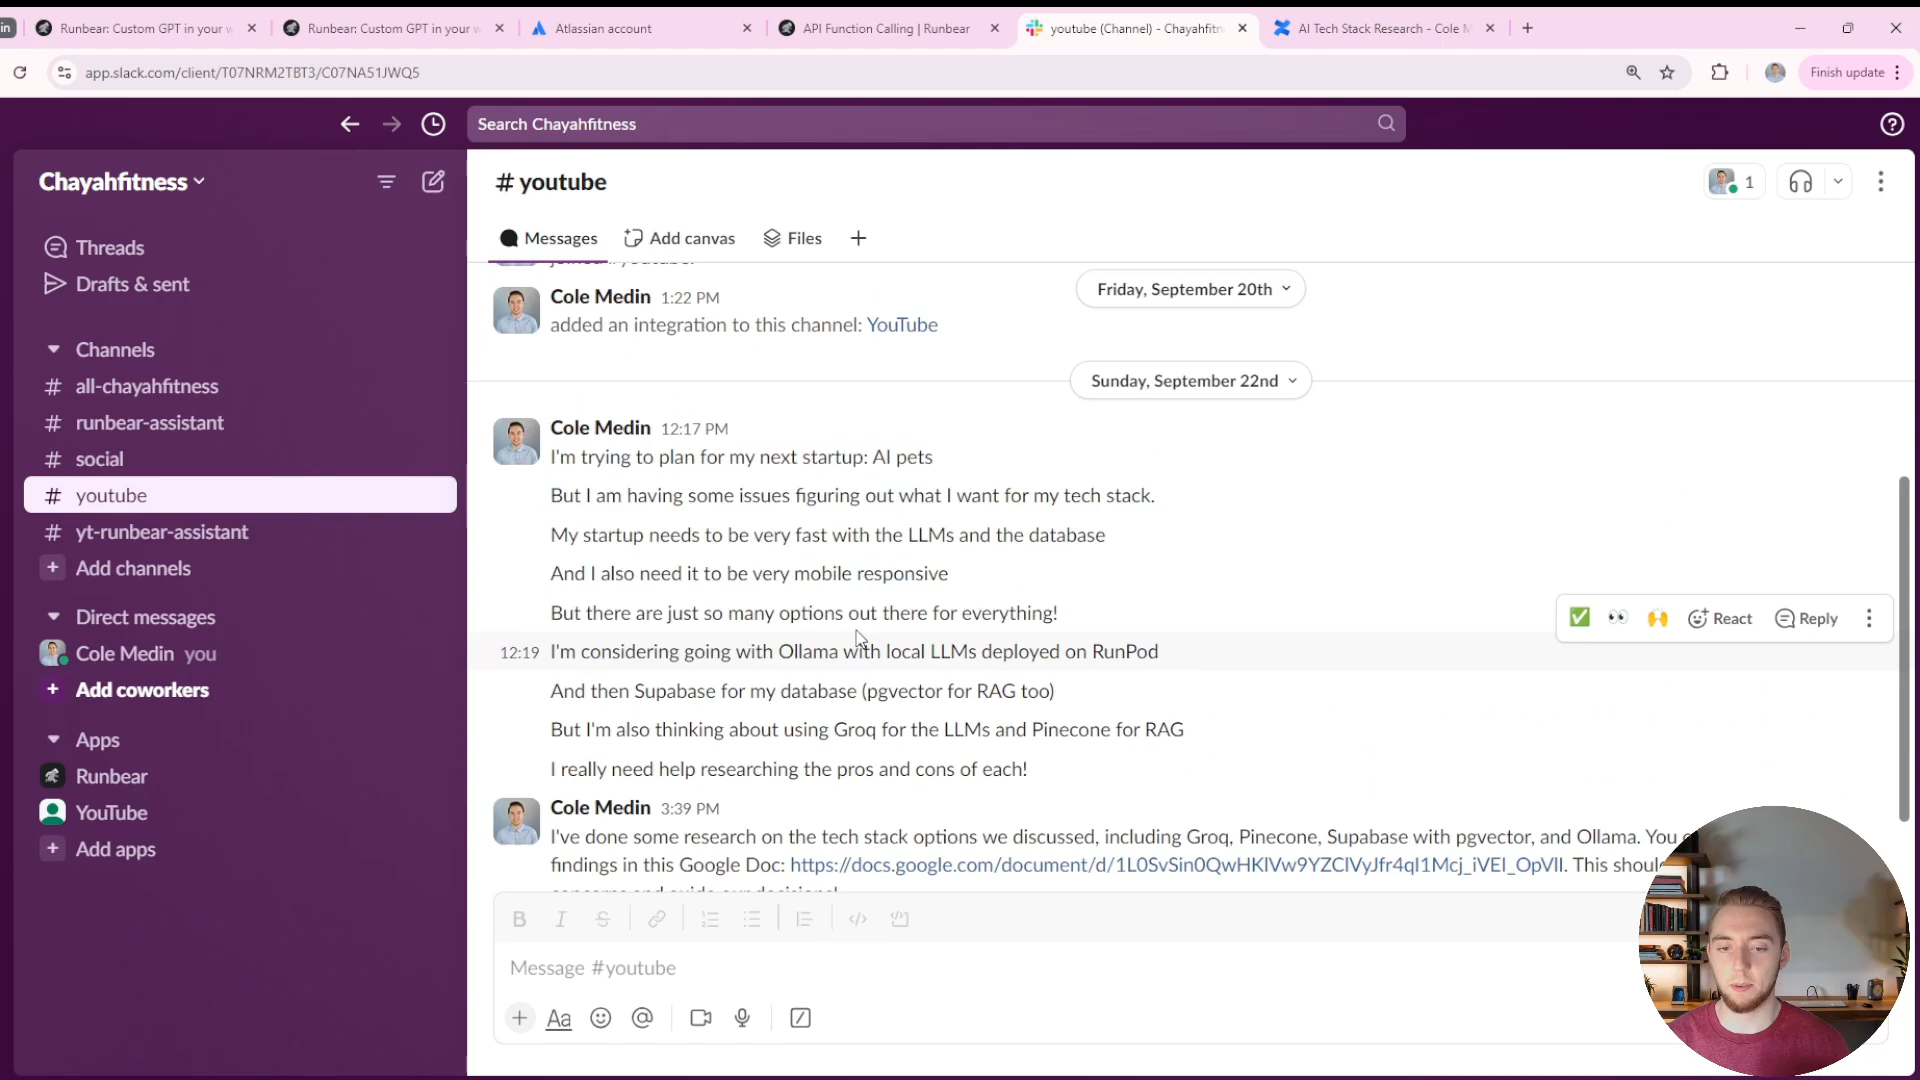 in
Runbear: Custom GPT in your w
Runbear: Custom GPT in your w
Atlassian account
API Function Calling | Runbear
youtube (Channel) - Chayahfitn
AI Tech Stack Research - Cole M
app.slack.com/client/T07NRM2TBT3/C07NA51JWQ5
Finish update
Search Chayahfitness
Chayahfitness
Threads
Drafts & sent
Channels
# all-chayahfitness
# runbear-assistant
# social
# youtube
# yt-runbear-assistant
+ Add channels
Direct messages
Cole Medin you
+ Add coworkers
Apps
Runbear
YouTube
+ Add apps
# youtube
1
Messages
Add canvas
Files
Friday, September 20th
Cole Medin 1:22 PM
added an integration to this channel: YouTube
Sunday, September 22nd
Cole Medin 12:17 PM
I'm trying to plan for my next startup: AI pets
But I am having some issues figuring out what I want for my tech stack.
My startup needs to be very fast with the LLMs and the database
And I also need it to be very mobile responsive
But there are just so many options out there for everything!
React
Reply
12:19 I'm considering going with Ollama with local LLMs deployed on RunPod
And then Supabase for my database (pgvector for RAG too)
But I'm also thinking about using Groq for the LLMs and Pinecone for RAG
I really need help researching the pros and cons of each!
Cole Medin 3:39 PM
I've done some research on the tech stack options we discussed, including Groq, Pinecone, Supabase with pgvector, and Ollama. You
findings in this Google Doc: https://docs.google.com/document/d/1L0SvSin0QwHKlVw9YZClVyJfr4qI1Mcj_iVEI_OpVlI. This shoul
Aa
Message #youtube